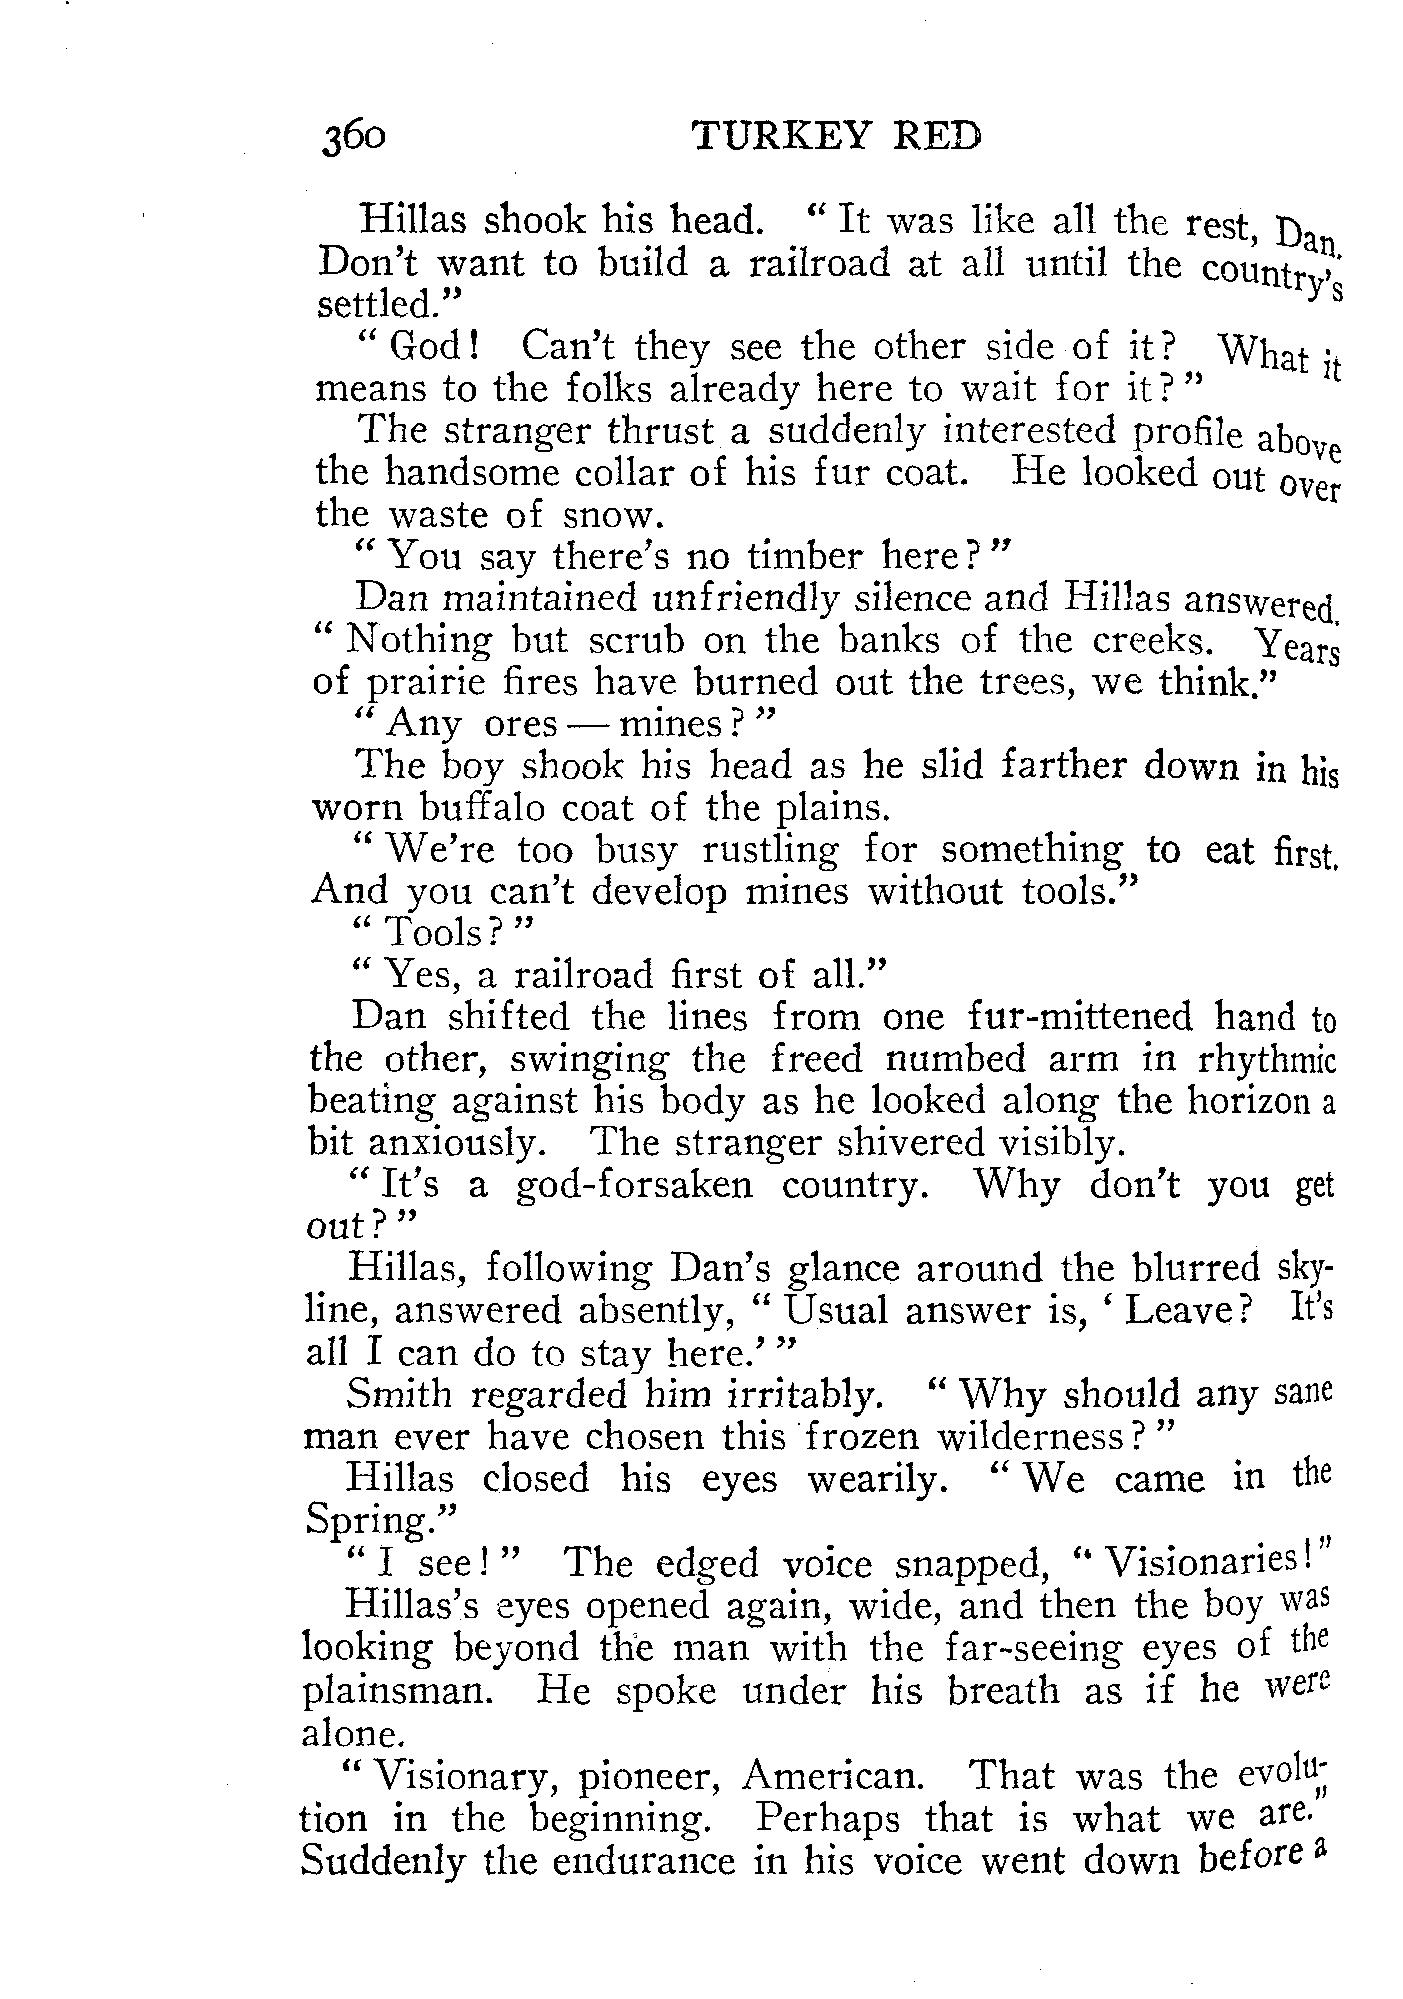 360 TURKEY RED
Hillas shook his head. " It was like all the rest, Dan.
Don't want to build a railroad at all until the country's
settled."
" God! Can't they see the other side of it? What it
means to the folks already here to wait for it? "
The stranger thrust a suddenly interested profile above
the handsome collar of his fur coat. He looked out over
the waste of snow.
" You say there's no timber here? "
Dan maintained unfriendly silence and Hillas answered.
" Nothing but scrub on the banks of the creeks. Years
of prairie fires have burned out the trees, we think."
" Any ores — mines? "
The boy shook his head as he slid farther down in his
worn buffalo coat of the plains.
" We're too busy rustling for something to eat first.
And you can't develop mines without tools."
" Tools? "
" Yes, a railroad first of all."
Dan shifted the lines from one fur-mittened hand to
the other, swinging the freed numbed arm in rhythmic
beating against his body as he looked along the horizon a
bit anxiously. The stranger shivered visibly.
" It's a god-forsaken country. Why don't you get
out? "
Hillas, following Dan's glance around the blurred sky-
line, answered absently, " Usual answer is, ' Leave? It's
all I can do to stay here.' "
Smith regarded him irritably. " Why should any sane
man ever have chosen this frozen wilderness? "
Hillas closed his eyes wearily. " We came in the
Spring."
" I see! " The edged voice snapped, " Visionaries! "
Hillas's eyes opened again, wide, and then the boy was
looking beyond the man with the far-seeing eyes of the
plainsman. He spoke under his breath as if he were
alone.
" Visionary, pioneer, American. That was the evolu-
tion in the beginning. Perhaps that is what we are."
Suddenly the endurance in his voice went down before a